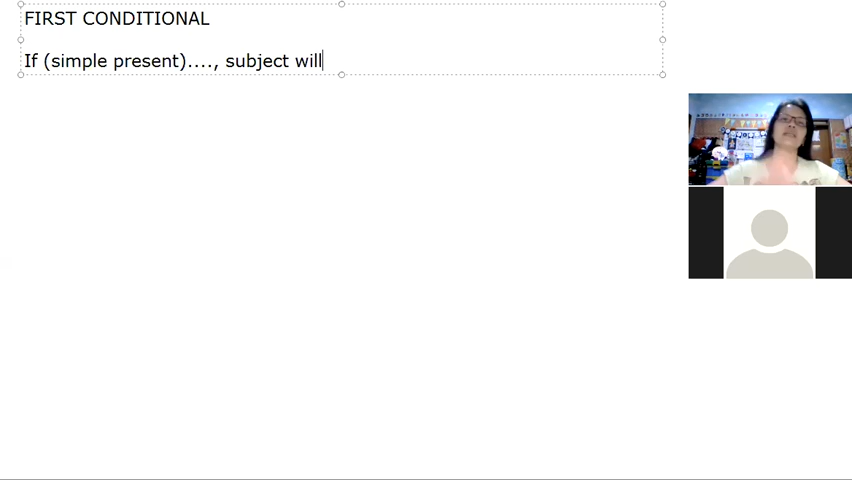 FIRST CONDITIONAL
If (simple present)...., subject will